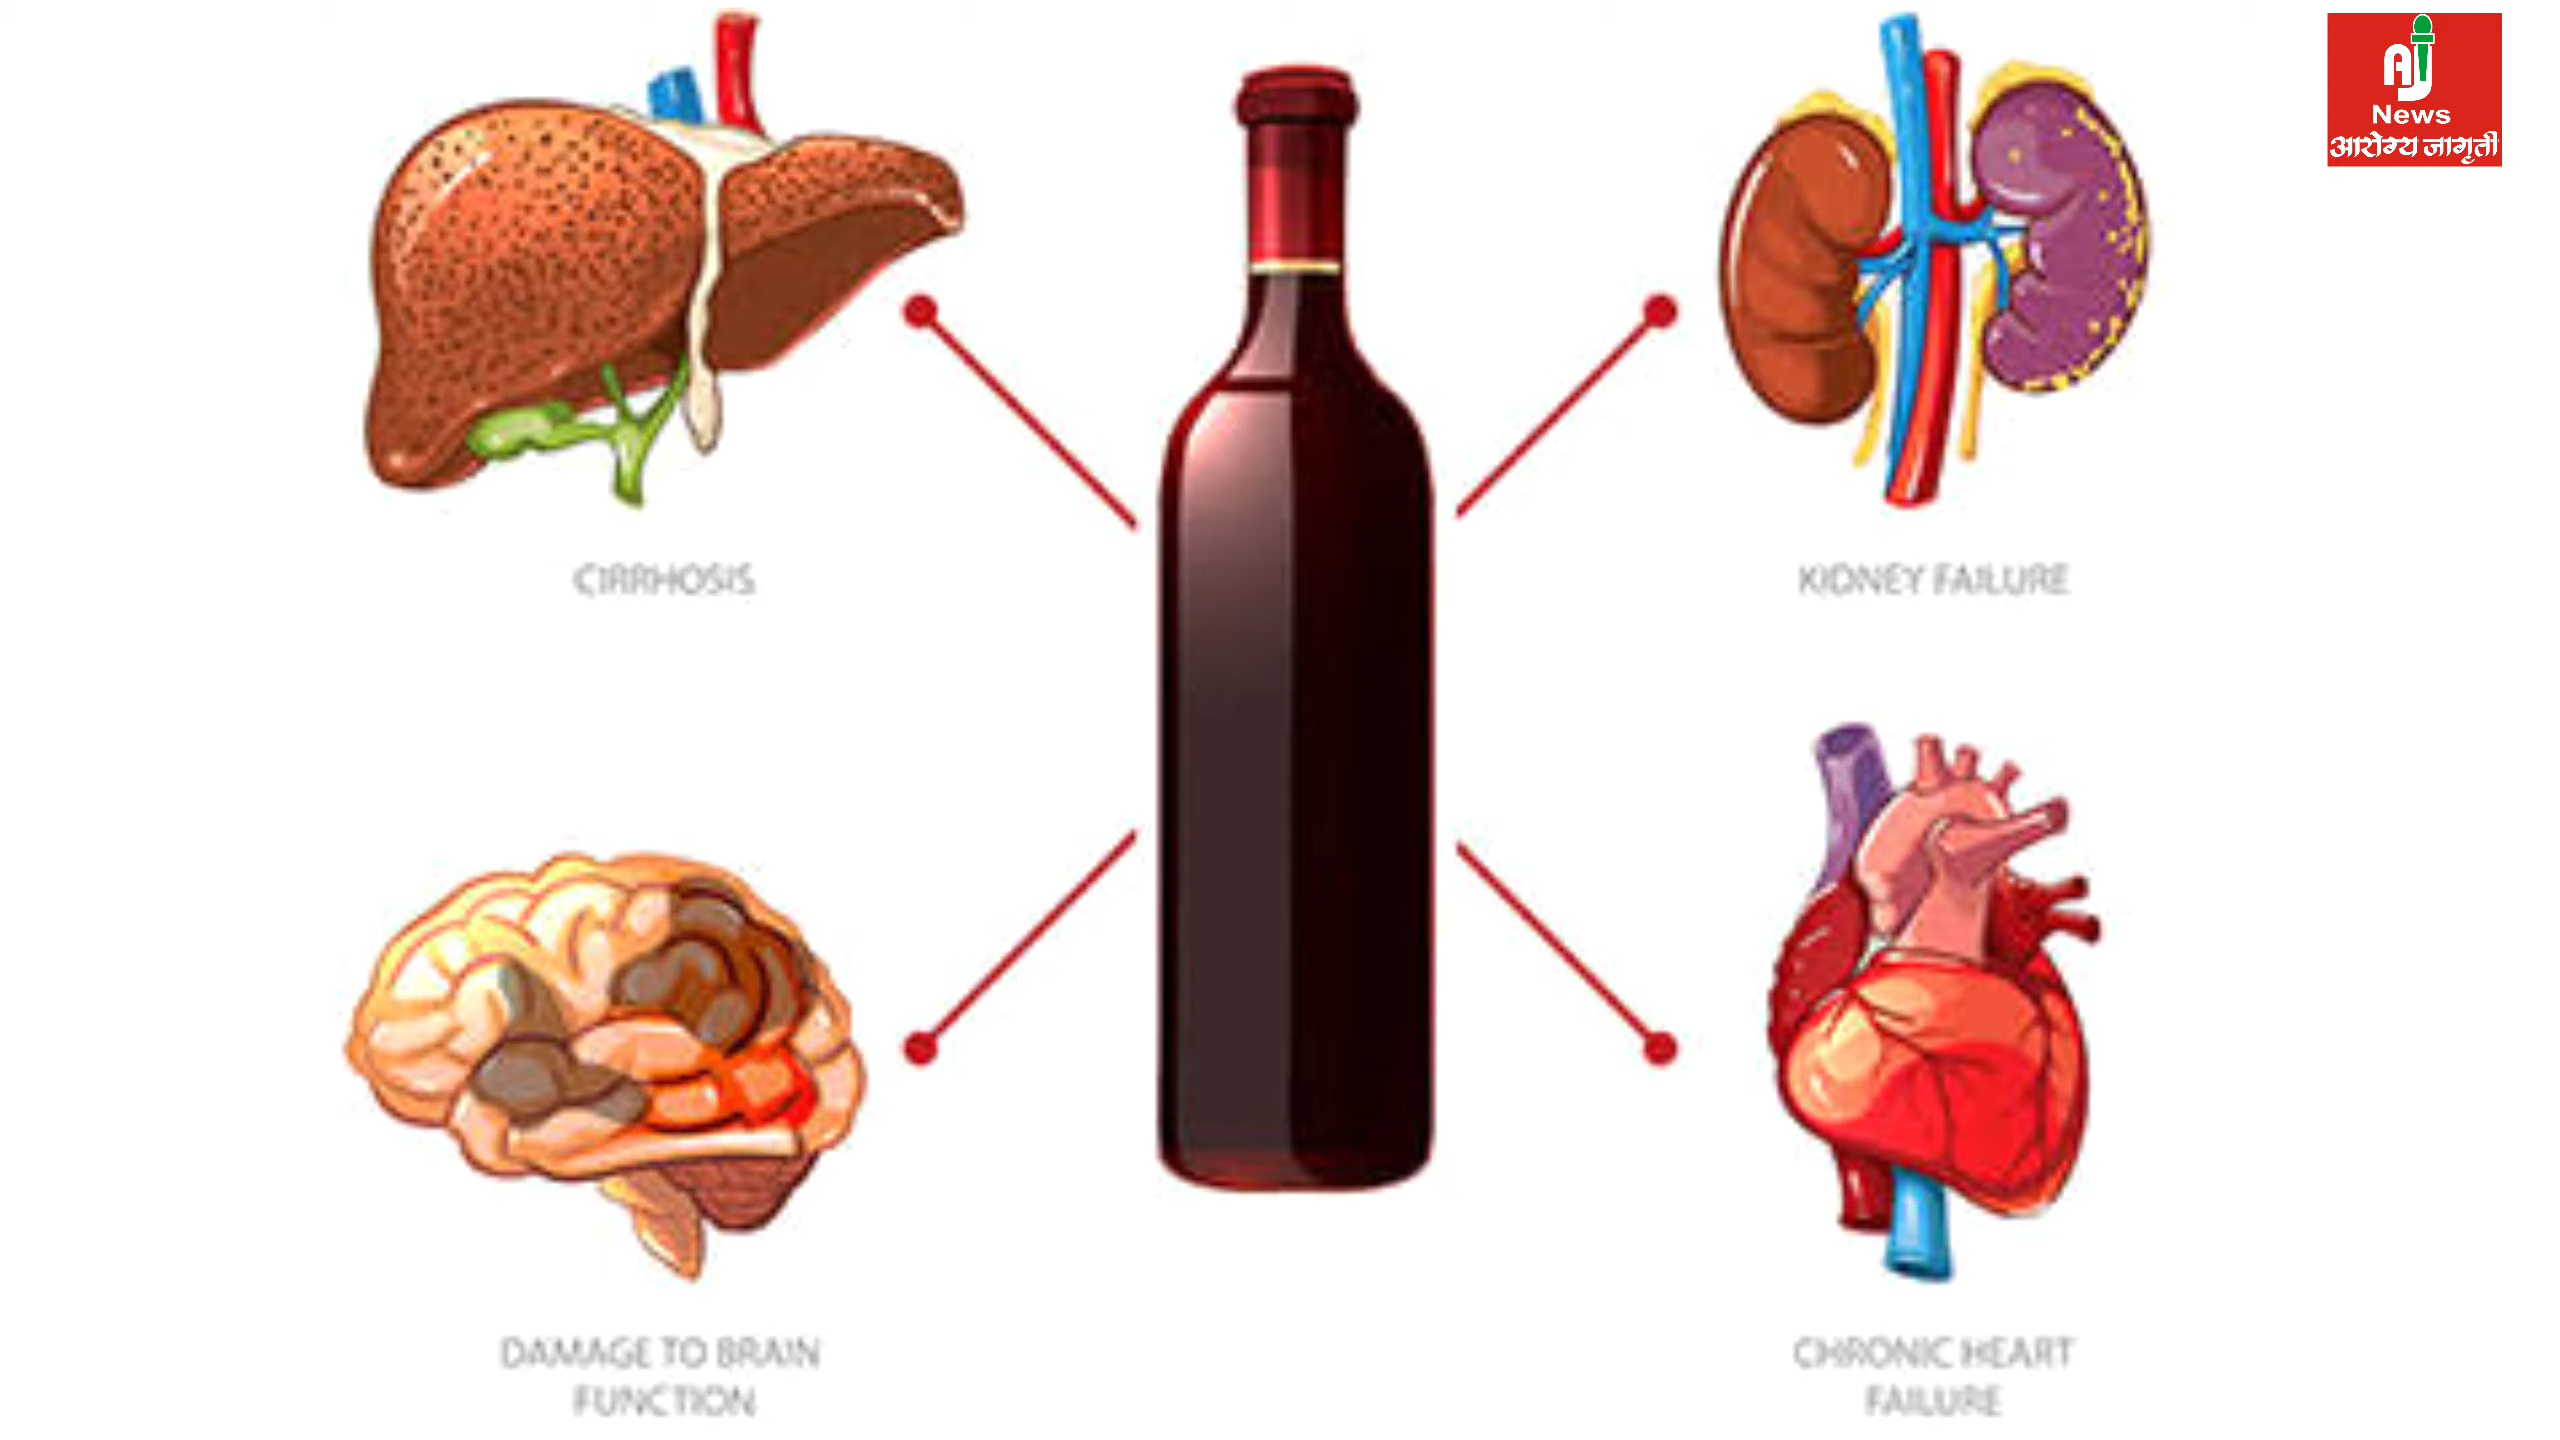 AJ
News
आरोग्य जागृती
CIRRHOSIS
KIDNEY FAILURE
DAMAGE TO BRAIN
FUNCTION
CHRONIC HEART
FAILURE